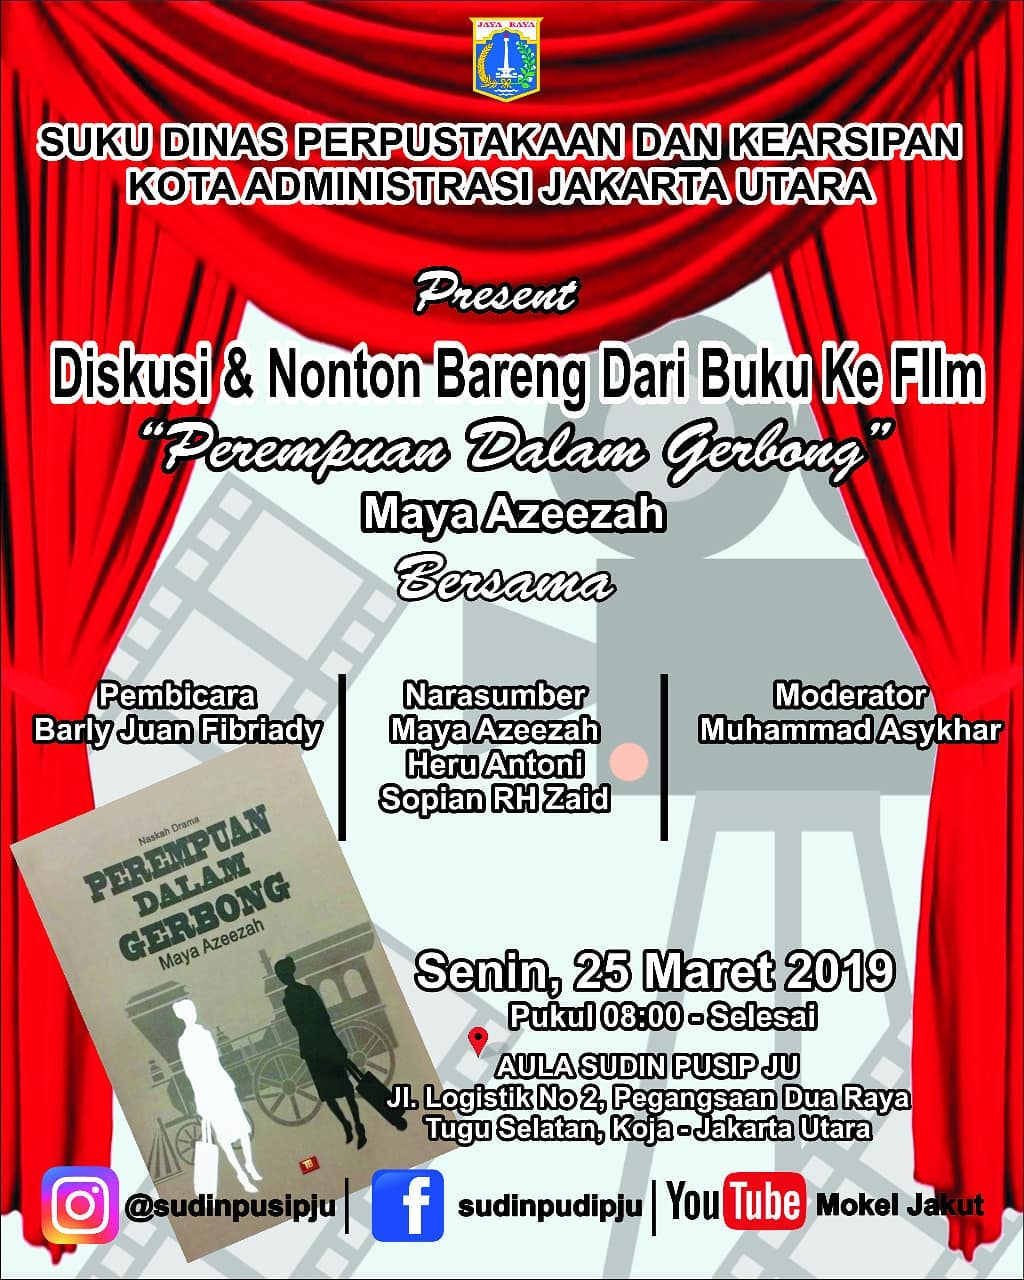 JAYA RAYA
SUKU DINAS PERPUSTAKAAN DAN KEARSIPAN
KOTA ADMINISTRASI JAKARTA UTARA
Present
Diskusi & Nonton Bareng Dari Buku Ke FIlm
“Perempuan Dalam Gerbong”
Maya Azeezah
Bersama
Pembicara
Barly Juan Fibriady
Narasumber
Maya Azeezah
Heru Antoni
Sopian RH Zaid
Moderator
Muhammad Asykhar
Naskah Drama
PEREMPUAN
DALAM
GERBONG
Maya Azeezah
Senin, 25 Maret 2019
Pukul 08:00 - Selesai
AULA SUDIN PUSIP JU
Jl. Logistik No 2, Pegangsaan Dua Raya
Tugu Selatan, Koja - Jakarta Utara
@sudinpusipju
sudinpudipju
YouTube Mokel Jakut